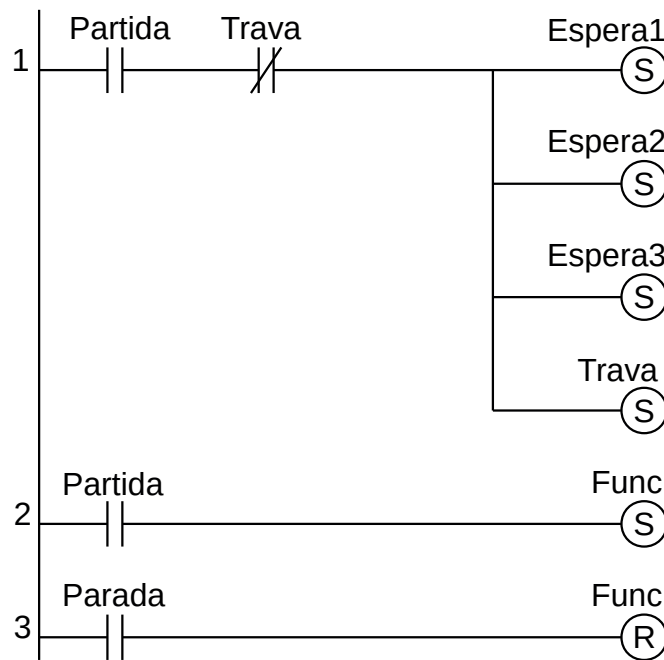 Partida Trava Espera1
1 S
Espera2
S
Espera3
S
Trava
S
Partida Func
2 S
Parada Func
3 R